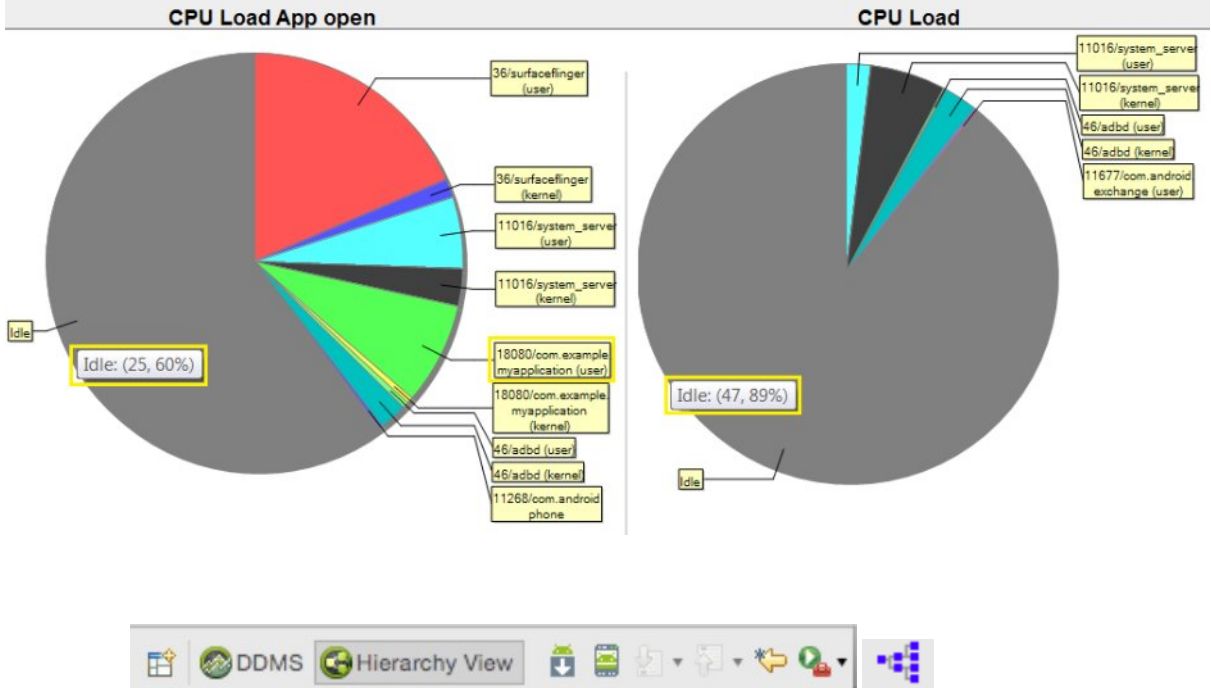 CPU Load App open
CPU Load
36/surfaceflinger
(user)
36/surfaceflinger
(kernel)
11016/system_server
(user)
11016/system_server
(kernel)
18080/com.example
myapplication (user)
18080/com.example.
myapplication
(kernel)
46/adbd (user)
46/adbd (kernel)
11268/com.android
phone
Idle
Idle: (25, 60%)
11016/system_server
(user)
11016/system_server
(kernel)
46/adbd (user)
46/adbd (kernel)
11677/com.android
exchange (user)
Idle: (47, 89%)
Idle
DDMS
Hierarchy View